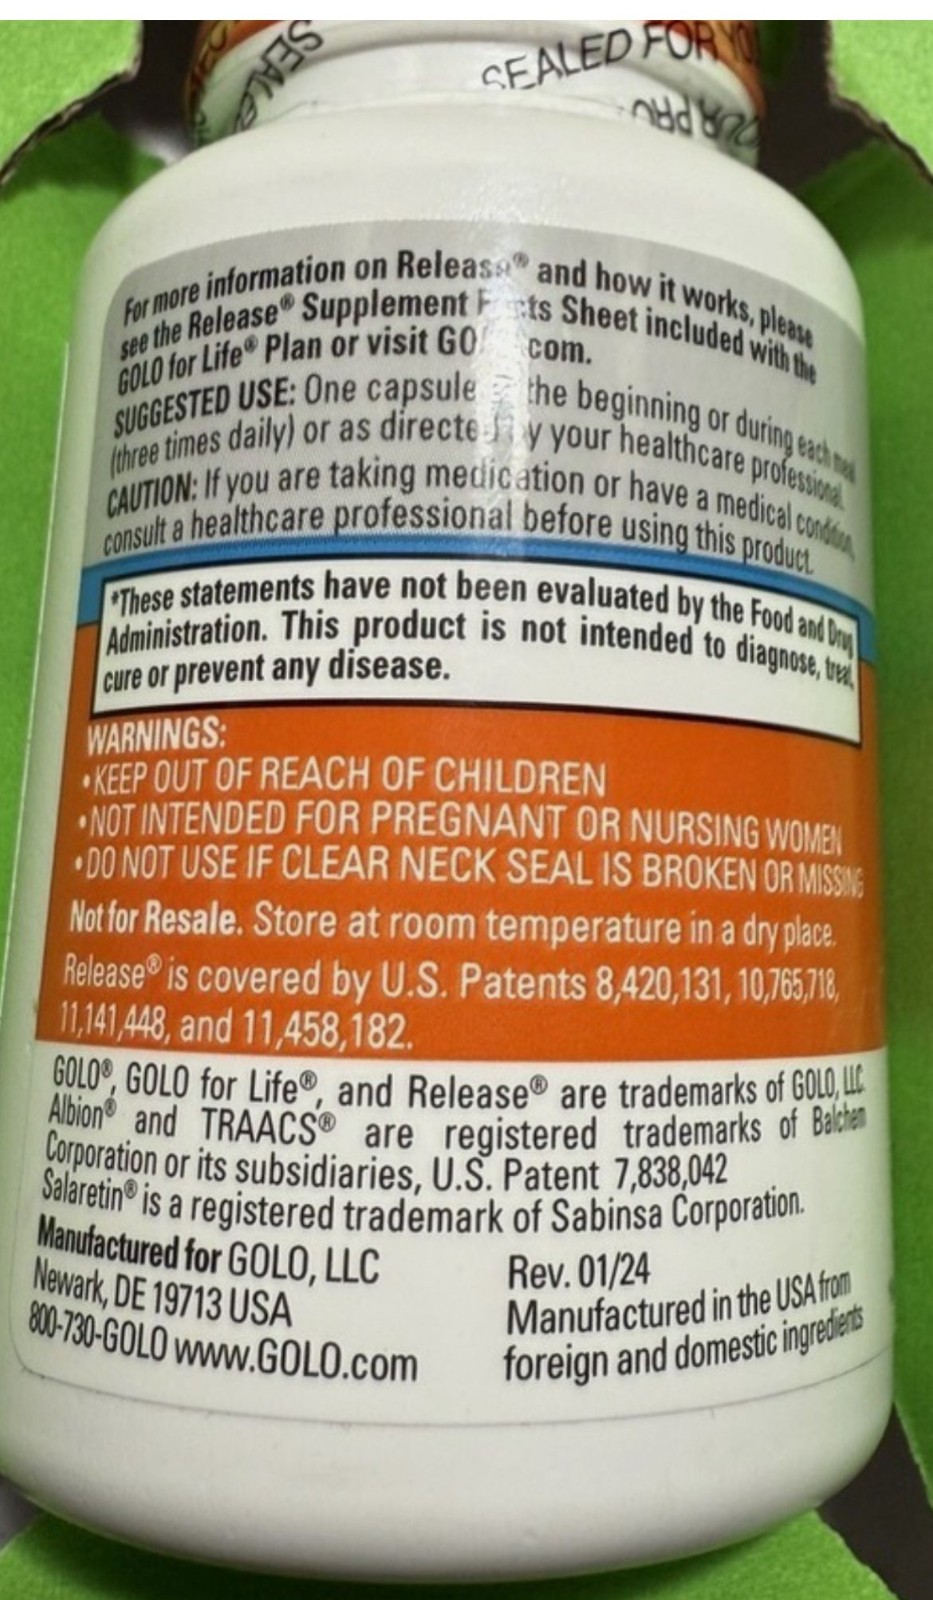 SEALED FOR YOU
SEALE
OUR PRO
For more information on Release® and how it works, please
see the Release® Supplement Facts Sheet included with the
GOLO for Life® Plan or visit GO com.
SUGGESTED USE: One capsule the beginning or during each meal
(three times daily) or as directed by your healthcare professional.
CAUTION: If you are taking medication or have a medical condition,
consult a healthcare professional before using this product.
*These statements have not been evaluated by the Food and Drug
Administration. This product is not intended to diagnose, treat,
cure or prevent any disease.
WARNINGS:
•KEEP OUT OF REACH OF CHILDREN
•NOT INTENDED FOR PREGNANT OR NURSING WOMEN
•DO NOT USE IF CLEAR NECK SEAL IS BROKEN OR MISSING
Not for Resale. Store at room temperature in a dry place.
Release® is covered by U.S. Patents 8,420,131, 10,765,718,
11,141,448, and 11,458,182.
GOLO®, GOLO for Life®, and Release® are trademarks of GOLO, LLC.
Albion® and TRAACS® are registered trademarks of Balchem
Corporation or its subsidiaries, U.S. Patent 7,838,042
Salaretin® is a registered trademark of Sabinsa Corporation.
Manufactured for GOLO, LLC
Newark, DE 19713 USA
800-730-GOLO www.GOLO.com
Rev. 01/24
Manufactured in the USA from
foreign and domestic ingredients